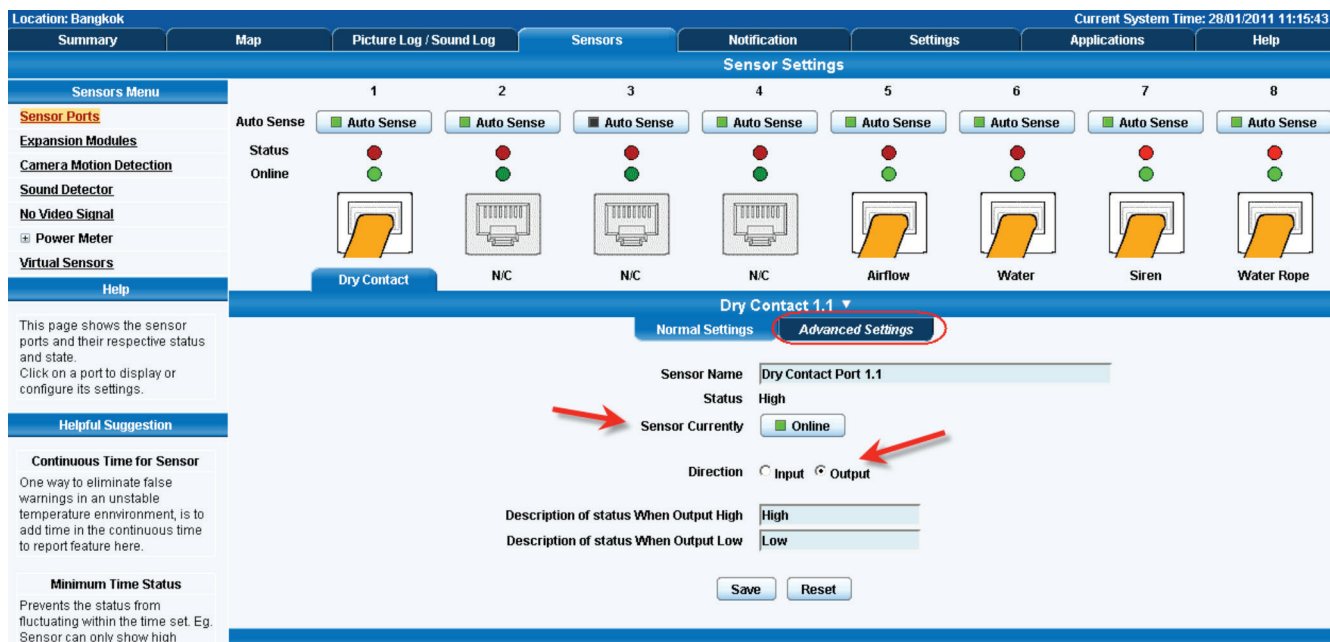 Location: Bangkok
Current System Time: 28/01/2011 11:15:43
Summary Map Picture Log / Sound Log Sensors Notification Settings Applications Help
Sensor Settings
Sensors Menu
Sensor Ports
Expansion Modules
Camera Motion Detection
Sound Detector
No Video Signal
Power Meter
Virtual Sensors
Help
This page shows the sensor
ports and their respective status
and state.
Click on a port to display or
configure its settings.
Helpful Suggestion
Continuous Time for Sensor
One way to eliminate false
warnings in an unstable
temperature ennvironment, is to
add time in the continuous time
to report feature here.
Minimum Time Status
Prevents the status from
fluctuating within the time set. Eg.
Sensor can only show high
1 2 3 4 5 6 7 8
Auto Sense Auto Sense Auto Sense Auto Sense Auto Sense Auto Sense Auto Sense Auto Sense Auto Sense
Status
Online
Dry Contact N/C N/C N/C Airflow Water Siren Water Rope
Dry Contact 1.1
Normal Settings Advanced Settings
Sensor Name Dry Contact Port 1.1
Status High
Sensor Currently Online
Direction Input Output
Description of status When Output High High
Description of status When Output Low Low
Save Reset